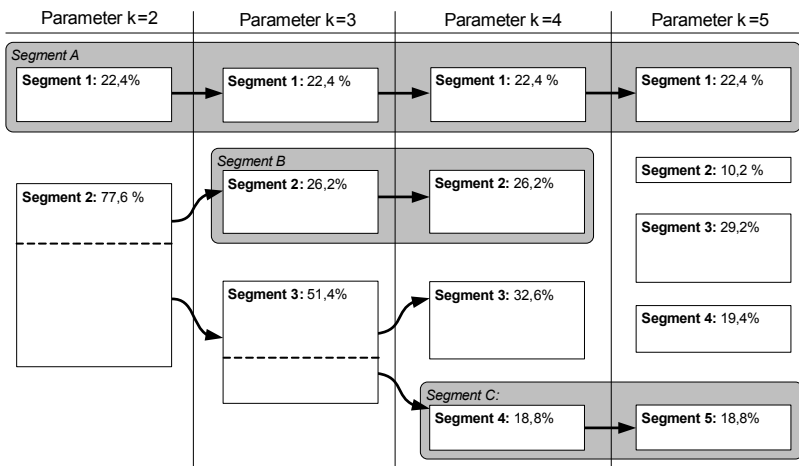 Parameter k=2 Parameter k=3 Parameter k=4 Parameter k=5
Segment A
Segment 1: 22,4% Segment 1: 22,4 % Segment 1: 22,4 % Segment 1: 22,4 %
Segment B
Segment 2: 77,6 % Segment 2: 26,2% Segment 2: 26,2% Segment 2: 10,2 %
Segment 3: 29,2%
Segment 3: 51,4% Segment 3: 32,6%
Segment 4: 19,4%
Segment C:
Segment 4: 18,8% Segment 5: 18,8%